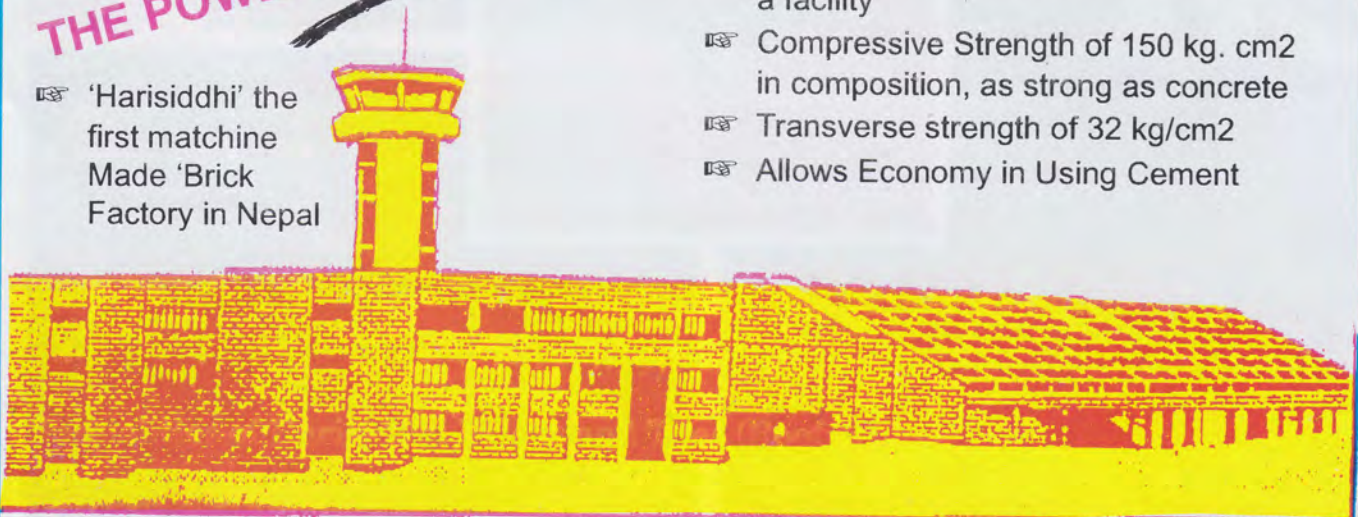 THE
☞ 'Harisiddhi' the
first matchine
Made 'Brick
Factory in Nepal
a facility
☞ Compressive Strength of 150 kg. cm2
in composition, as strong as concrete
☞ Transverse strength of 32 kg/cm2
☞ Allows Economy in Using Cement